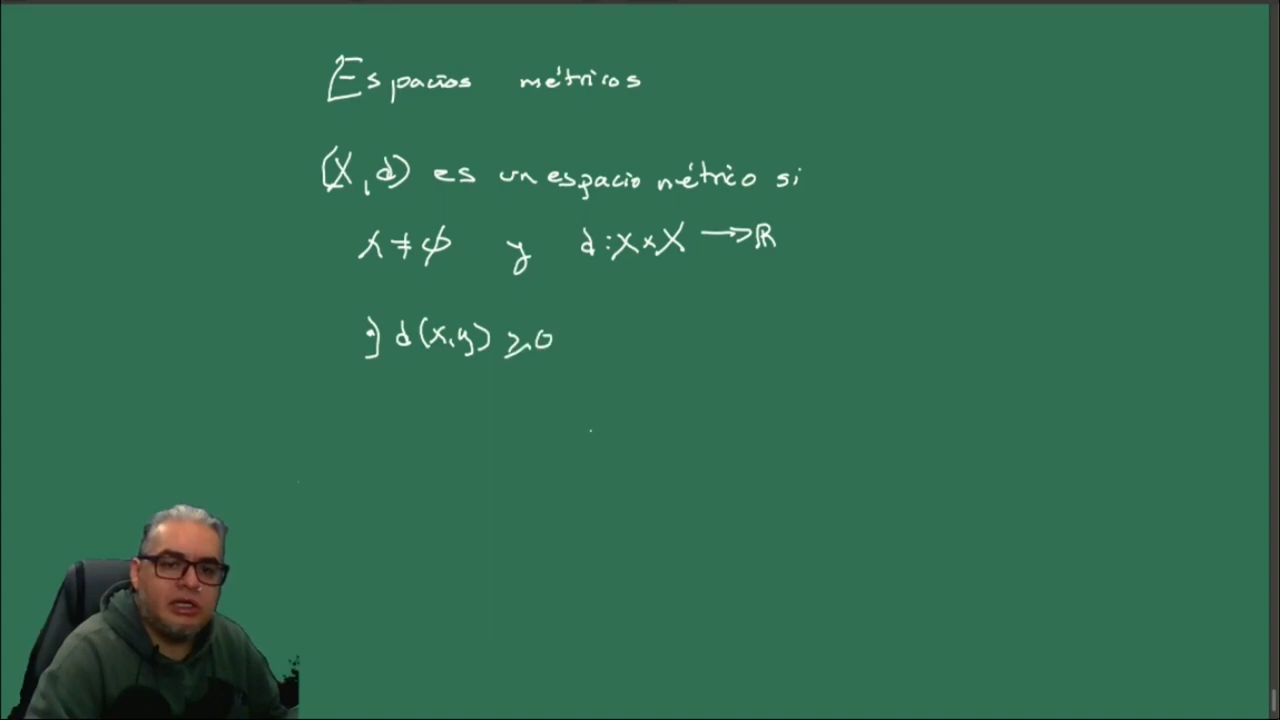 Espacios métricos
(X, d) es un espacio métrico si
X ≠ ϕ y d : X × X → ℝ
•) d(x, y) ≥ 0